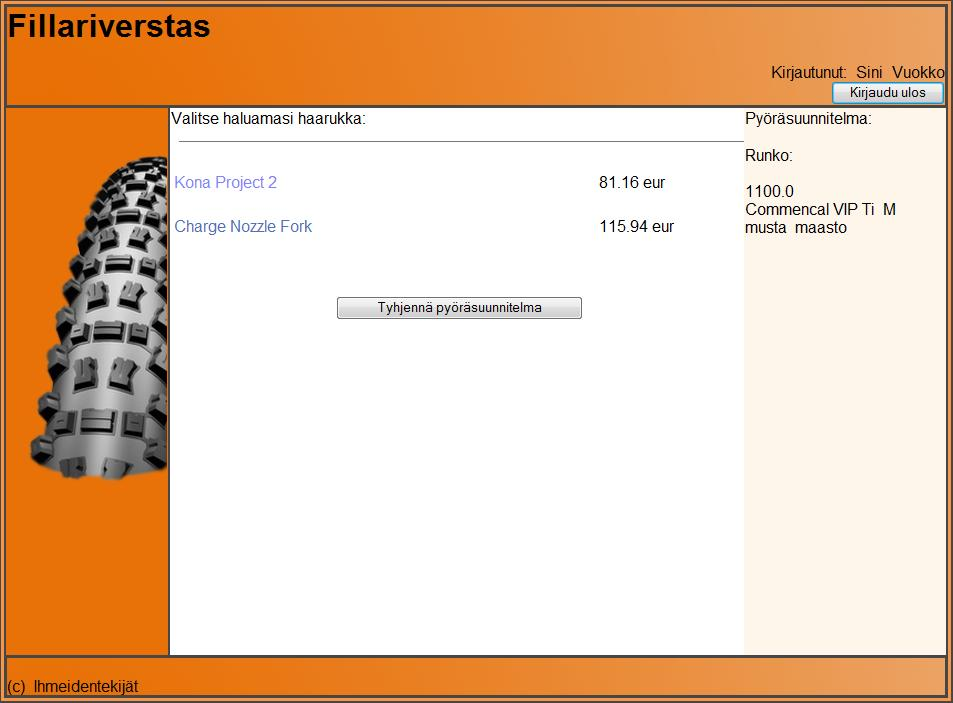 Fillariverstas
Kirjautunut: Sini Vuokko
Kirjaudu ulos
Valitse haluamasi haarukka:
Kona Project 2 81.16 eur
Charge Nozzle Fork 115.94 eur
Tyhjennä pyöräsuunnitelma
Pyöräsuunnitelma:
Runko:
1100.0
Commencal VIP Ti M
musta maasto
(c) Ihmeidentekijät